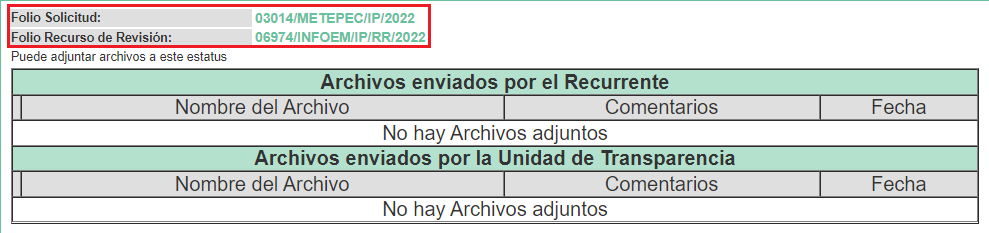 Folio Solicitud: 03014/METEPEC/IP/2022
Folio Recurso de Revisión: 06974/INFOEM/IP/RR/2022
Puede adjuntar archivos a este estatus
Archivos enviados por el Recurrente
Nombre del Archivo Comentarios Fecha
No hay Archivos adjuntos
Archivos enviados por la Unidad de Transparencia
Nombre del Archivo Comentarios Fecha
No hay Archivos adjuntos